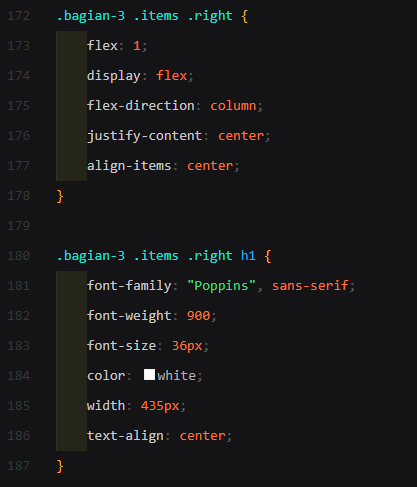 172 .bagian-3 .items .right {
173 flex: 1;
174 display: flex;
175 flex-direction: column;
176 justify-content: center;
177 align-items: center;
178 }
179
180 .bagian-3 .items .right h1 {
181 font-family: "Poppins", sans-serif;
182 font-weight: 900;
183 font-size: 36px;
184 color: white;
185 width: 435px;
186 text-align: center;
187 }